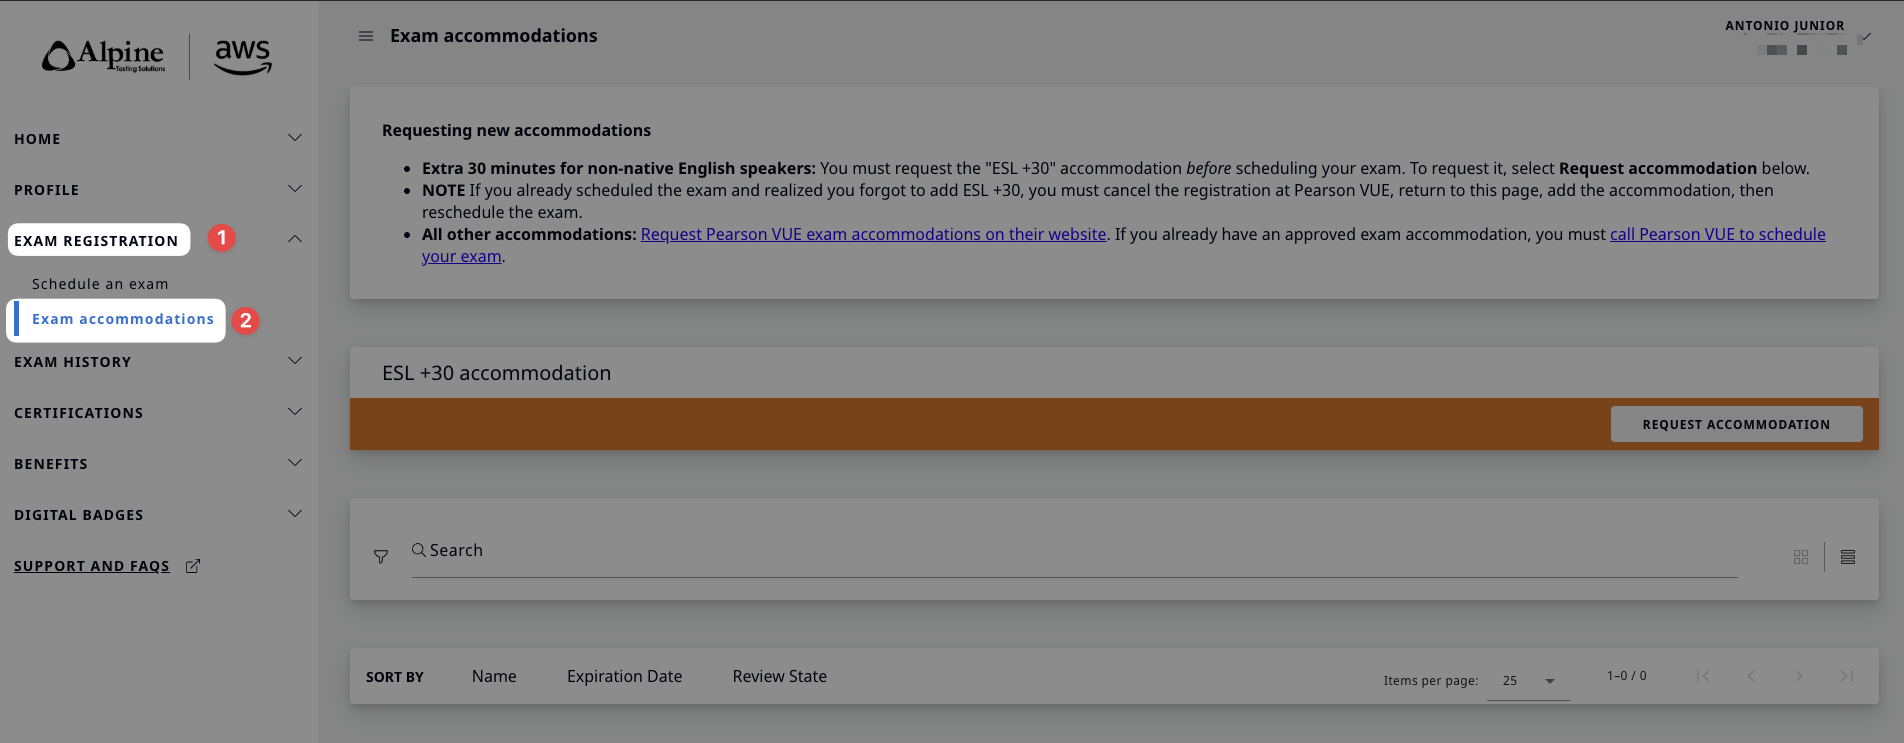 Alpine
Testing Solutions
aws
HOME
PROFILE
EXAM REGISTRATION
1
Schedule an exam
Exam accommodations
2
EXAM HISTORY
CERTIFICATIONS
BENEFITS
DIGITAL BADGES
SUPPORT AND FAQS
Exam accommodations
ANTONIO JUNIOR
Requesting new accommodations
• Extra 30 minutes for non-native English speakers: You must request the "ESL +30" accommodation before scheduling your exam. To request it, select Request accommodation below.
• NOTE If you already scheduled the exam and realized you forgot to add ESL +30, you must cancel the registration at Pearson VUE, return to this page, add the accommodation, then
reschedule the exam.
• All other accommodations: Request Pearson VUE exam accommodations on their website. If you already have an approved exam accommodation, you must call Pearson VUE to schedule
your exam.
ESL +30 accommodation
REQUEST ACCOMMODATION
Search
SORT BY Name Expiration Date Review State Items per page: 25 1–0 / 0